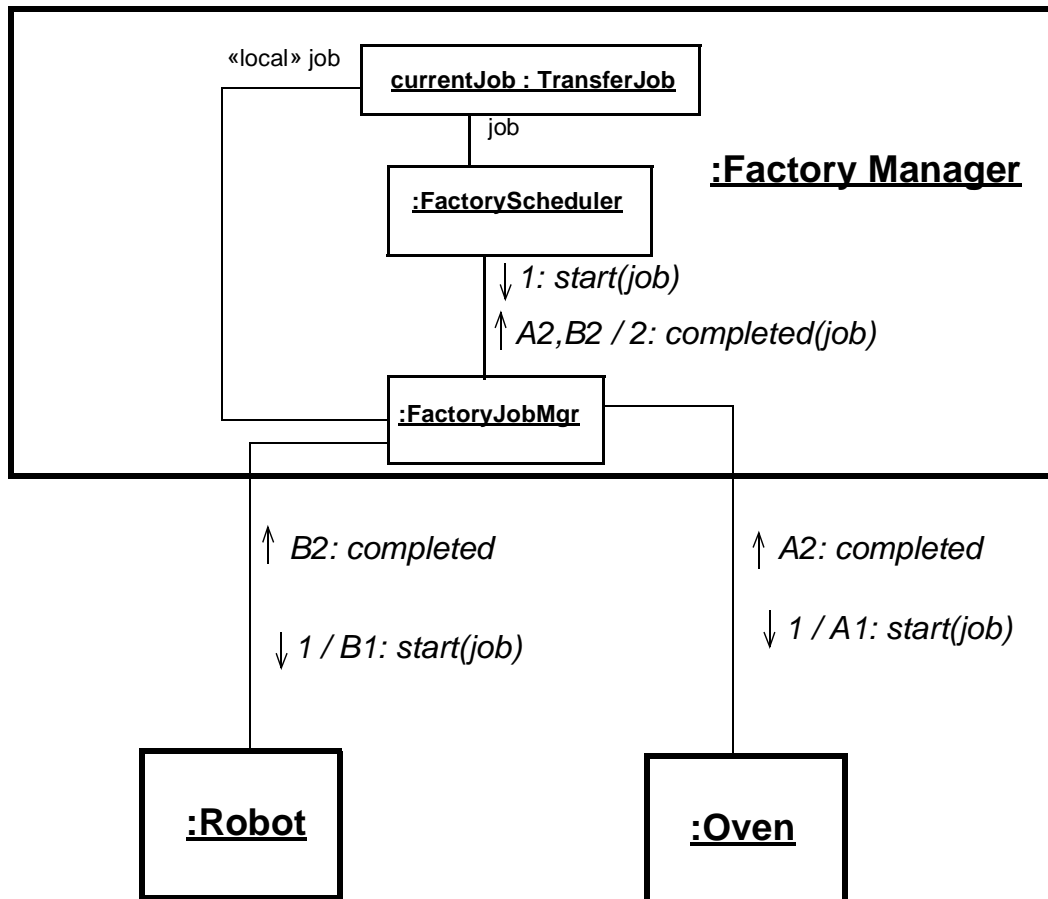 «local» job
currentJob : TransferJob
job
:Factory Manager
:FactoryScheduler
1: start(job)
A2,B2 / 2: completed(job)
:FactoryJobMgr
B2: completed
A2: completed
1 / B1: start(job)
1 / A1: start(job)
:Robot
:Oven